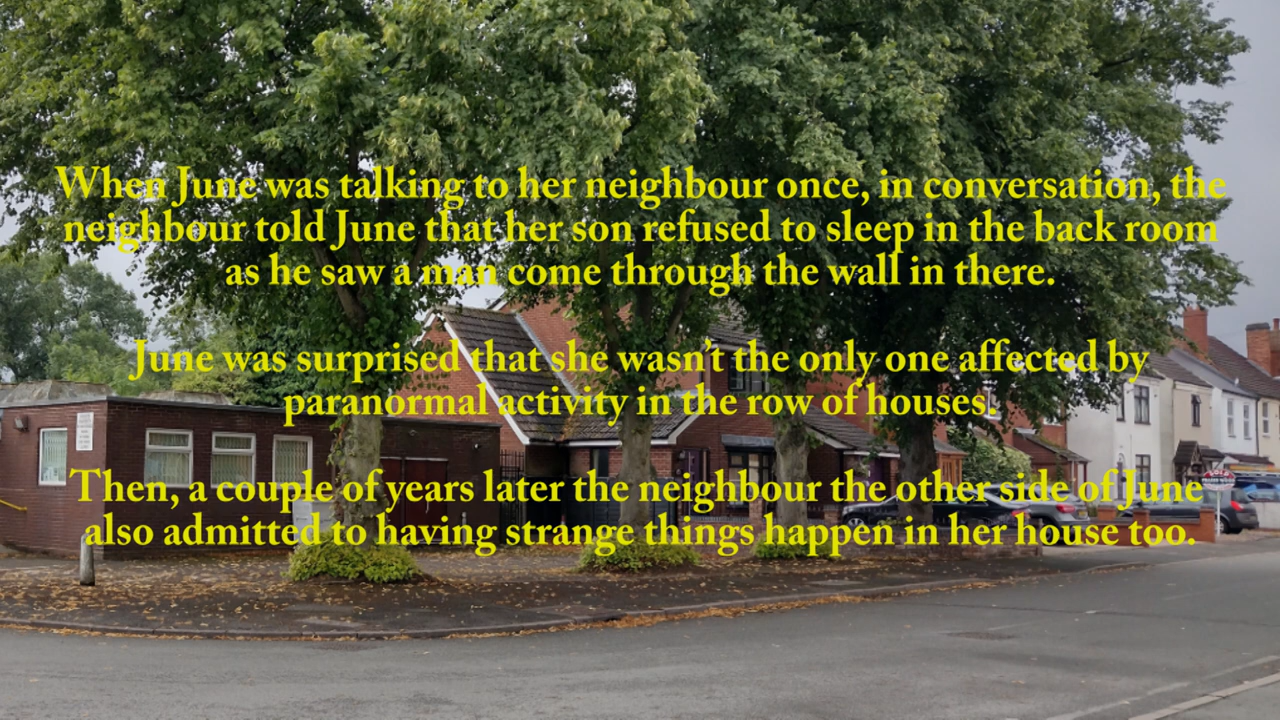 When June was talking to her neighbour once, in conversation, the
neighbour told June that her son refused to sleep in the back room
as he saw a man come through the wall in there.
June was surprised that she wasn't the only one affected by
paranormal activity in the row of houses.
Then, a couple of years later the neighbour the other side of June
also admitted to having strange things happen in her house too.